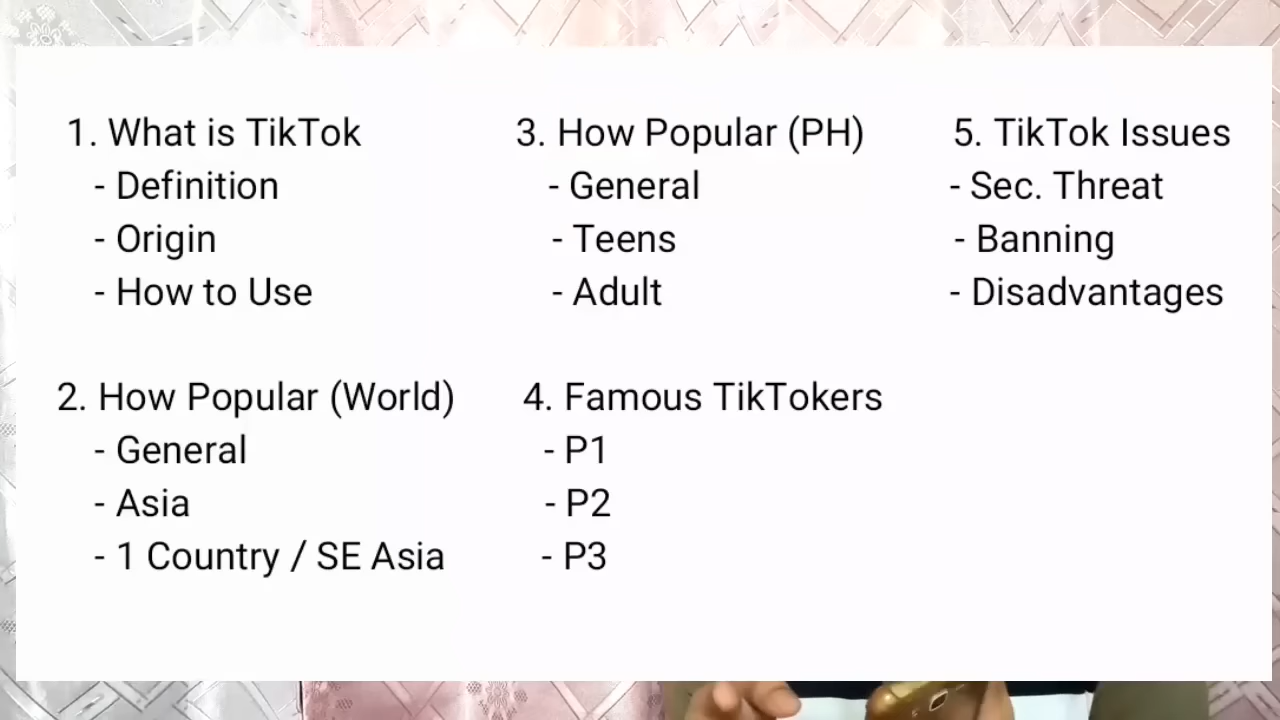 1. What is TikTok
- Definition
- Origin
- How to Use
2. How Popular (World)
- General
- Asia
- 1 Country / SE Asia
3. How Popular (PH)
- General
- Teens
- Adult
4. Famous TikTokers
- P1
- P2
- P3
5. TikTok Issues
- Sec. Threat
- Banning
- Disadvantages